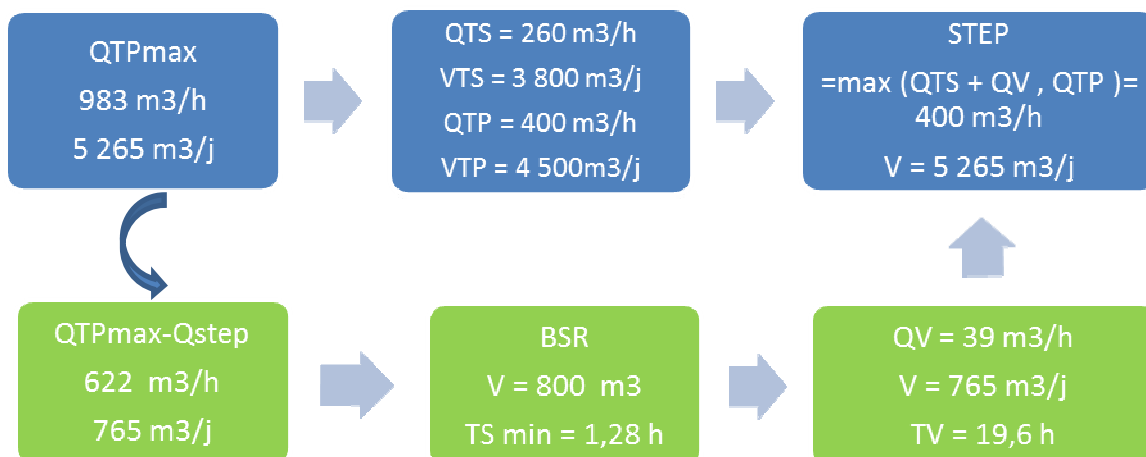 QTPmax
983 m3/h
5 265 m3/j
QTS = 260 m3/h
VTS = 3 800 m3/j
QTP = 400 m3/h
VTP = 4 500m3/j
STEP
=max (QTS + QV , QTP )=
400 m3/h
V = 5 265 m3/j
QTPmax-Qstep
622 m3/h
765 m3/j
BSR
V = 800 m3
TS min = 1,28 h
QV = 39 m3/h
V = 765 m3/j
TV = 19,6 h